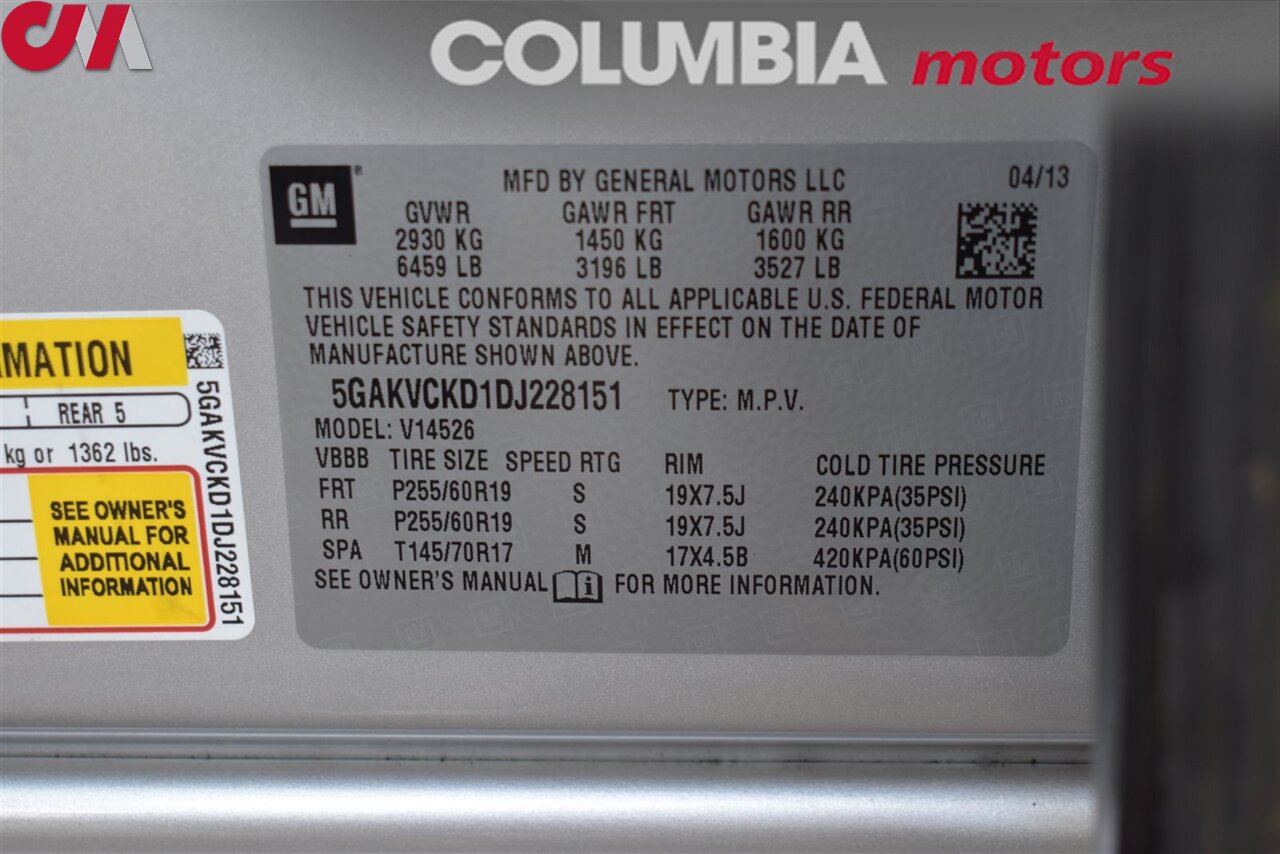 CM
COLUMBIA motors
GM®
MFD BY GENERAL MOTORS LLC 04/13
GVWR GAWR FRT GAWR RR
2930 KG 1450 KG 1600 KG
6459 LB 3196 LB 3527 LB
THIS VEHICLE CONFORMS TO ALL APPLICABLE U.S. FEDERAL MOTOR
VEHICLE SAFETY STANDARDS IN EFFECT ON THE DATE OF
MANUFACTURE SHOWN ABOVE.
5GAKVCKD1DJ228151 TYPE: M.P.V.
MODEL: V14526
VBBB TIRE SIZE SPEED RTG RIM COLD TIRE PRESSURE
FRT P255/60R19 S 19X7.5J 240KPA(35PSI)
RR P255/60R19 S 19X7.5J 240KPA(35PSI)
SPA T145/70R17 M 17X4.5B 420KPA(60PSI)
SEE OWNER'S MANUAL i FOR MORE INFORMATION.
MATION
REAR 5
kg or 1362 lbs.
SEE OWNER'S
MANUAL FOR
ADDITIONAL
INFORMATION
5GAKVCKD1DJ228151